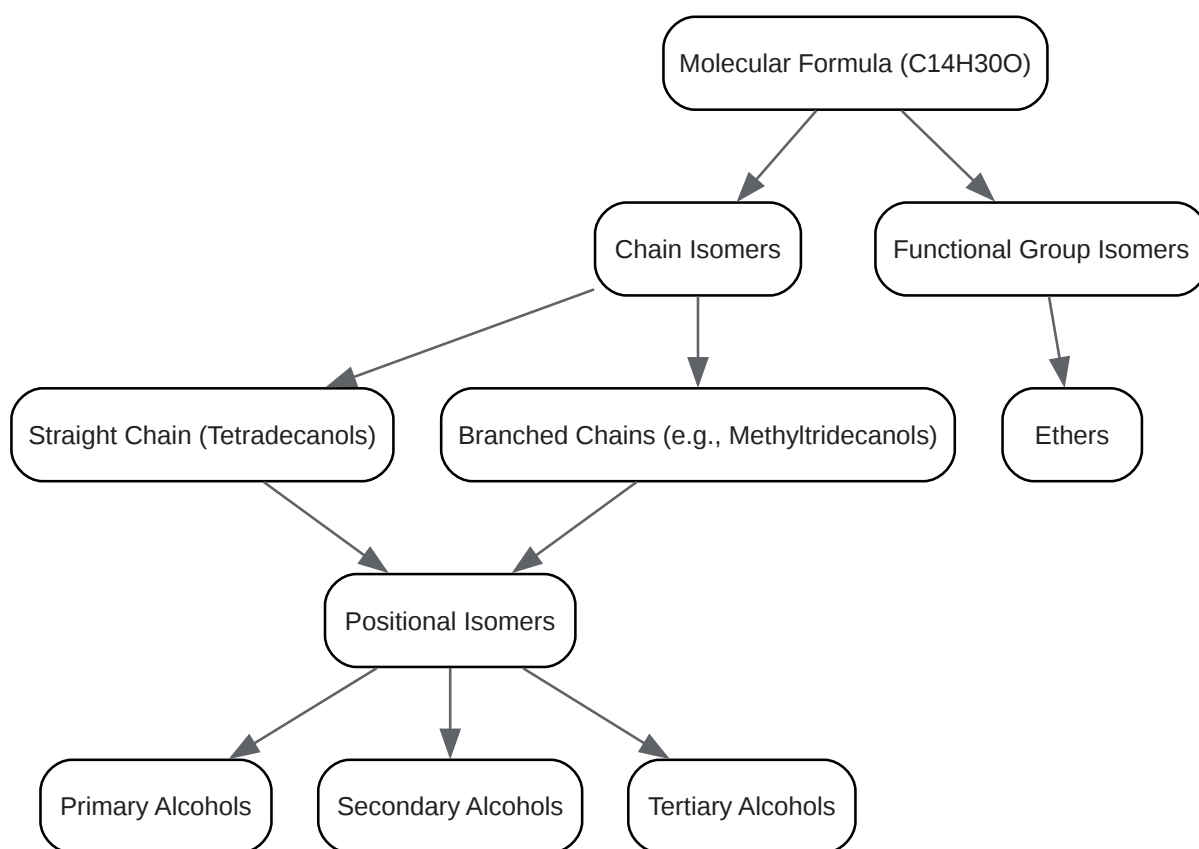 Molecular Formula (C14H30O)
Chain Isomers
Functional Group Isomers
Straight Chain (Tetradecanols)
Branched Chains (e.g., Methyltridecanols)
Ethers
Positional Isomers
Primary Alcohols
Secondary Alcohols
Tertiary Alcohols